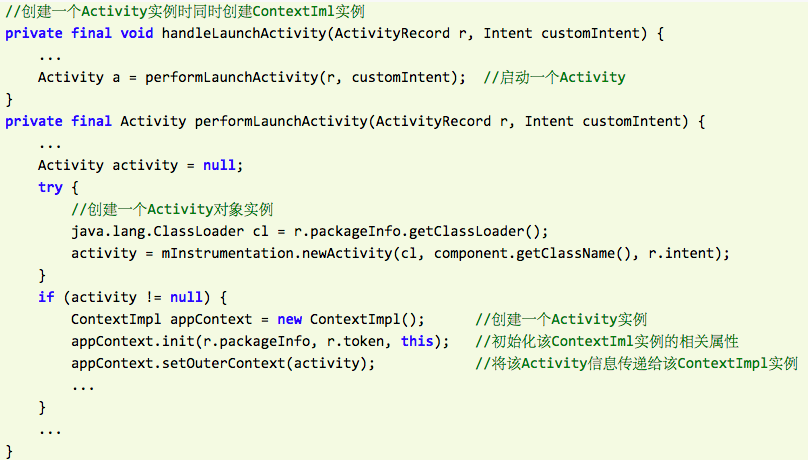 //创建一个Activity实例时同时创建ContextIml实例
private final void handleLaunchActivity(ActivityRecord r, Intent customIntent) {
    ...
    Activity a = performLaunchActivity(r, customIntent);  //启动一个Activity
}
private final Activity performLaunchActivity(ActivityRecord r, Intent customIntent) {
    ...
    Activity activity = null;
    try {
        //创建一个Activity对象实例
        java.lang.ClassLoader cl = r.packageInfo.getClassLoader();
        activity = mInstrumentation.newActivity(cl, component.getClassName(), r.intent);
    }
    if (activity != null) {
        ContextImpl appContext = new ContextImpl();      //创建一个Activity实例
        appContext.init(r.packageInfo, r.token, this);   //初始化该ContextIml实例的相关属性
        appContext.setOuterContext(activity);            //将该Activity信息传递给该ContextImpl实例
        ...
    }
    ...
}